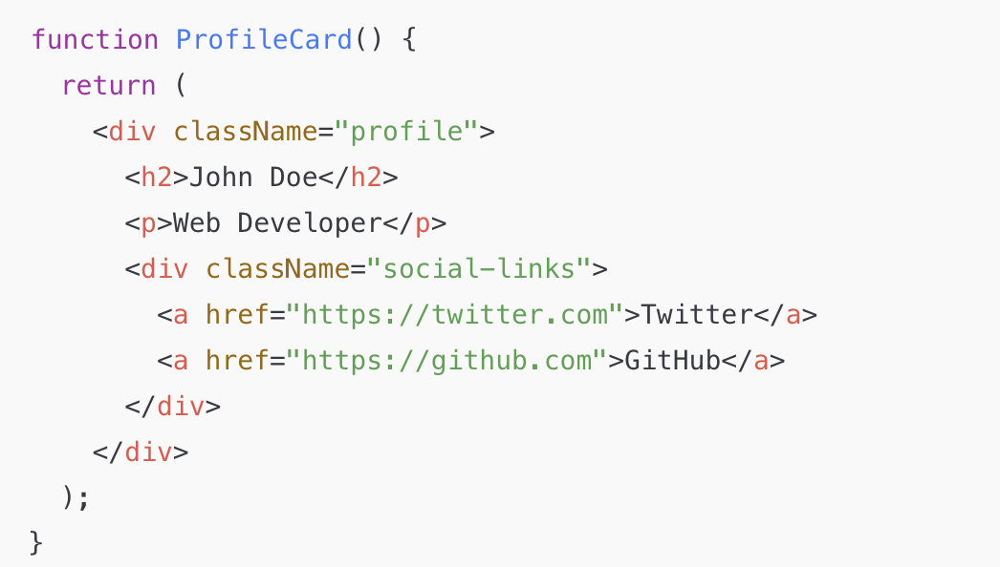 function ProfileCard() {
  return (
    <div className="profile">
      <h2>John Doe</h2>
      <p>Web Developer</p>
      <div className="social-links">
        <a href="https://twitter.com">Twitter</a>
        <a href="https://github.com">GitHub</a>
      </div>
    </div>
  );
}